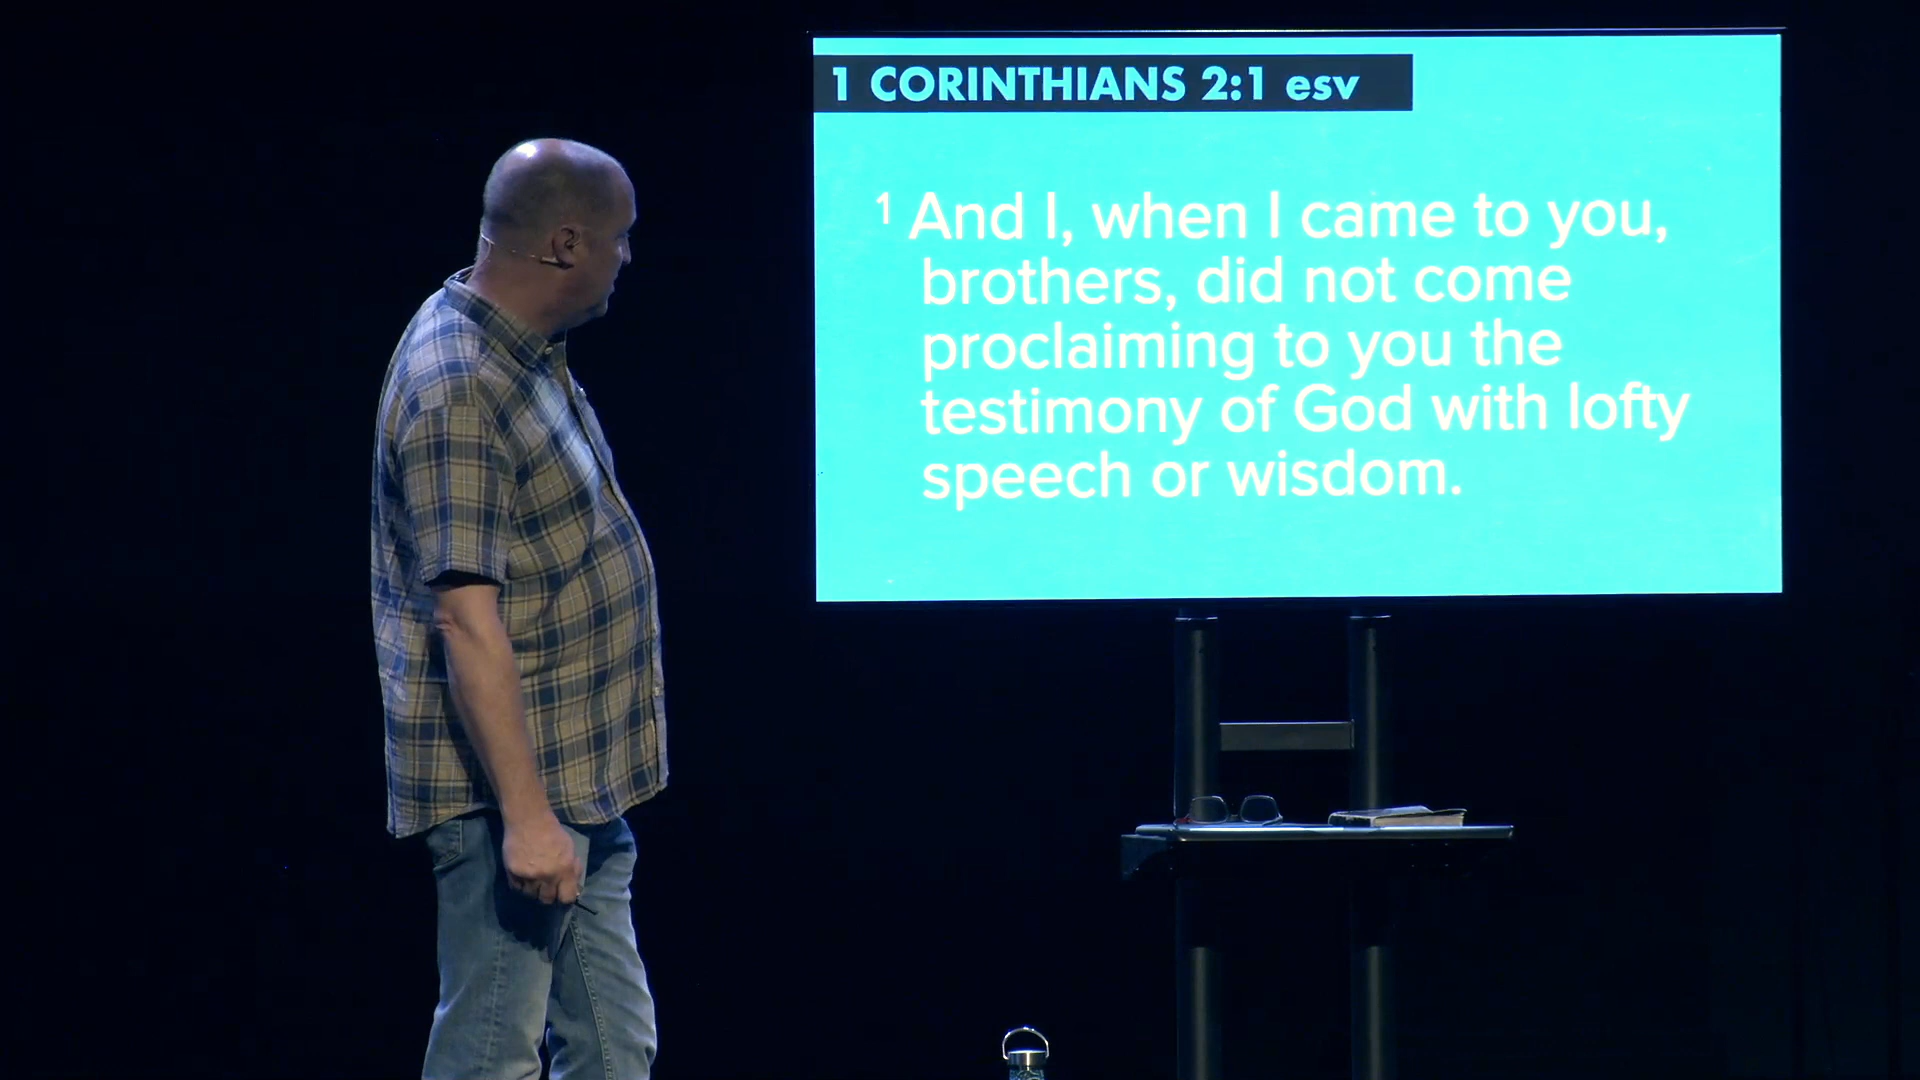 1 CORINTHIANS 2:1 esv
1 And I, when I came to you,
brothers, did not come
proclaiming to you the
testimony of God with lofty
speech or wisdom.